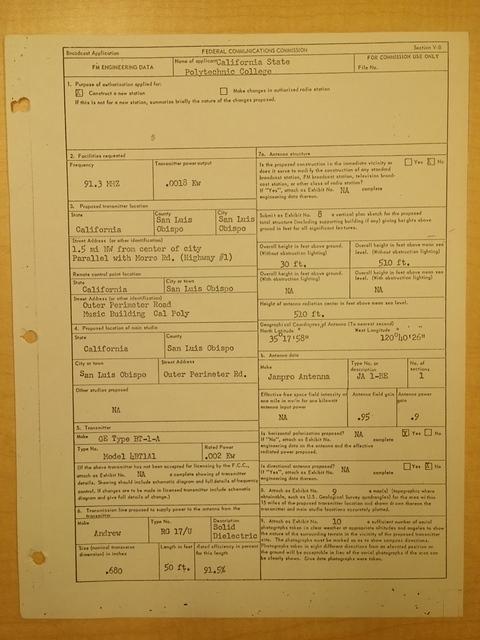 Section V-B
Broadcast Application
FEDERAL COMMUNICATIONS COMMISSION
FM ENGINEERING DATA
Name of applicant California State
Polytechnic College
FOR COMMISSION USE ONLY
File No.
1. Purpose of authorization applied for:
X Construct a new station
Make changes in authorized radio station
If this is not for a new station, summarize briefly the nature of the changes proposed.
2. Facilities requested
Frequency
91.3 MHZ
Transmitter power output
.0018 Kw
3. Proposed transmitter location
State
California
County
San Luis
Obispo
City
San Luis
Obispo
Street Address (or other identification)
1.5 mi NW from center of city
Parallel with Morro Rd. (Highway #1)
Remote control point location
State
California
City or town
San Luis Obispo
Street Address (or other identification)
Outer Perimeter Road
Music Building Cal Poly
4. Proposed location of main studio
State
California
County
San Luis Obispo
City or town
San Luis Obispo
Street Address
Outer Perimeter Rd.
Other studios proposed
NA
5. Transmitter
Make
GE Type BT-1-A
Type No.
Model 4BT1A1
Rated Power
.002 Kw
(If the above transmitter has not been accepted for licensing by the F.C.C.,
attach as Exhibit No. NA a complete showing of transmitter
details. Showing should include schematic diagram and full details of frequency
control. If changes are to be made in licensed transmitter include schematic
diagram and give full details of change.)
6. Transmission line proposed to supply power to the antenna from the
transmitter
Make
Andrew
Type No.
RG 17/U
Description
Solid
Dielectric
Size (nominal transverse
dimension) in inches
.680
Length in feet
50 ft.
Rated efficiency in percent
for this length
91.5%
7a. Antenna structure
Is the proposed construction in the immediate vicinity or
does it serve to modify the construction of any standard
broadcast station, FM broadcast station, television broad-
cast station, or other class of radio station?
If "Yes", attach as Exhibit No. NA complete
engineering data thereon.
Yes X No
Submit as Exhibit No. 8 a vertical plan sketch for the proposed
total structure (including supporting building if any) giving heights above
ground in feet for all significant features.
Overall height in feet above ground.
(Without obstruction lighting)
30 ft.
Overall height in feet above mean sea
level. (Without obstruction lighting)
510 ft.
Overall height in feet above ground.
(With obstruction lighting)
NA
Overall height in feet above mean sea
level. (With obstruction lighting)
NA
Height of antenna radiation center in feet above mean sea level.
510 ft.
Geographical Coordinates of Antenna (To nearest second)
North Latitude
35°17'58"
West Longitude
120°40'26"
b. Antenna data
Make
Jampro Antenna
Type No. or
description
JA 1-BE
No. of
sections
1
Effective free space field intensity at
one mile in mv/m for one kilowatt
antenna input power
NA
Antenna field gain
.95
Antenna power
gain
.9
Is horizontal polarization proposed?
If "No", attach as Exhibit No. NA complete
engineering data on the antenna and the effective
radiated power proposed.
X Yes No
Is directional antenna proposed?
If "Yes", attach as Exhibit No. NA complete
engineering data thereon.
Yes X No
8. Attach as Exhibit No. 9 a map(s) (topographic where
obtainable, such as U.S. Geological Survey quadrangles) for the area within
15 miles of the proposed transmitter location and shows drawn thereon the
transmitter and main studio locations accurately plotted.
9. Attach as Exhibit No. 10 a sufficient number of aerial
photographs taken in clear weather at appropriate altitudes and angles to show
the nature of the surrounding terrain in the vicinity of the proposed transmitter
site. The photographs must be marked so as to show compass directions.
Photographs taken in eight different directions from an elevated position on
the ground will be acceptable in lieu of the aerial photographs if the area can
be clearly shown. Give date photographs were taken.